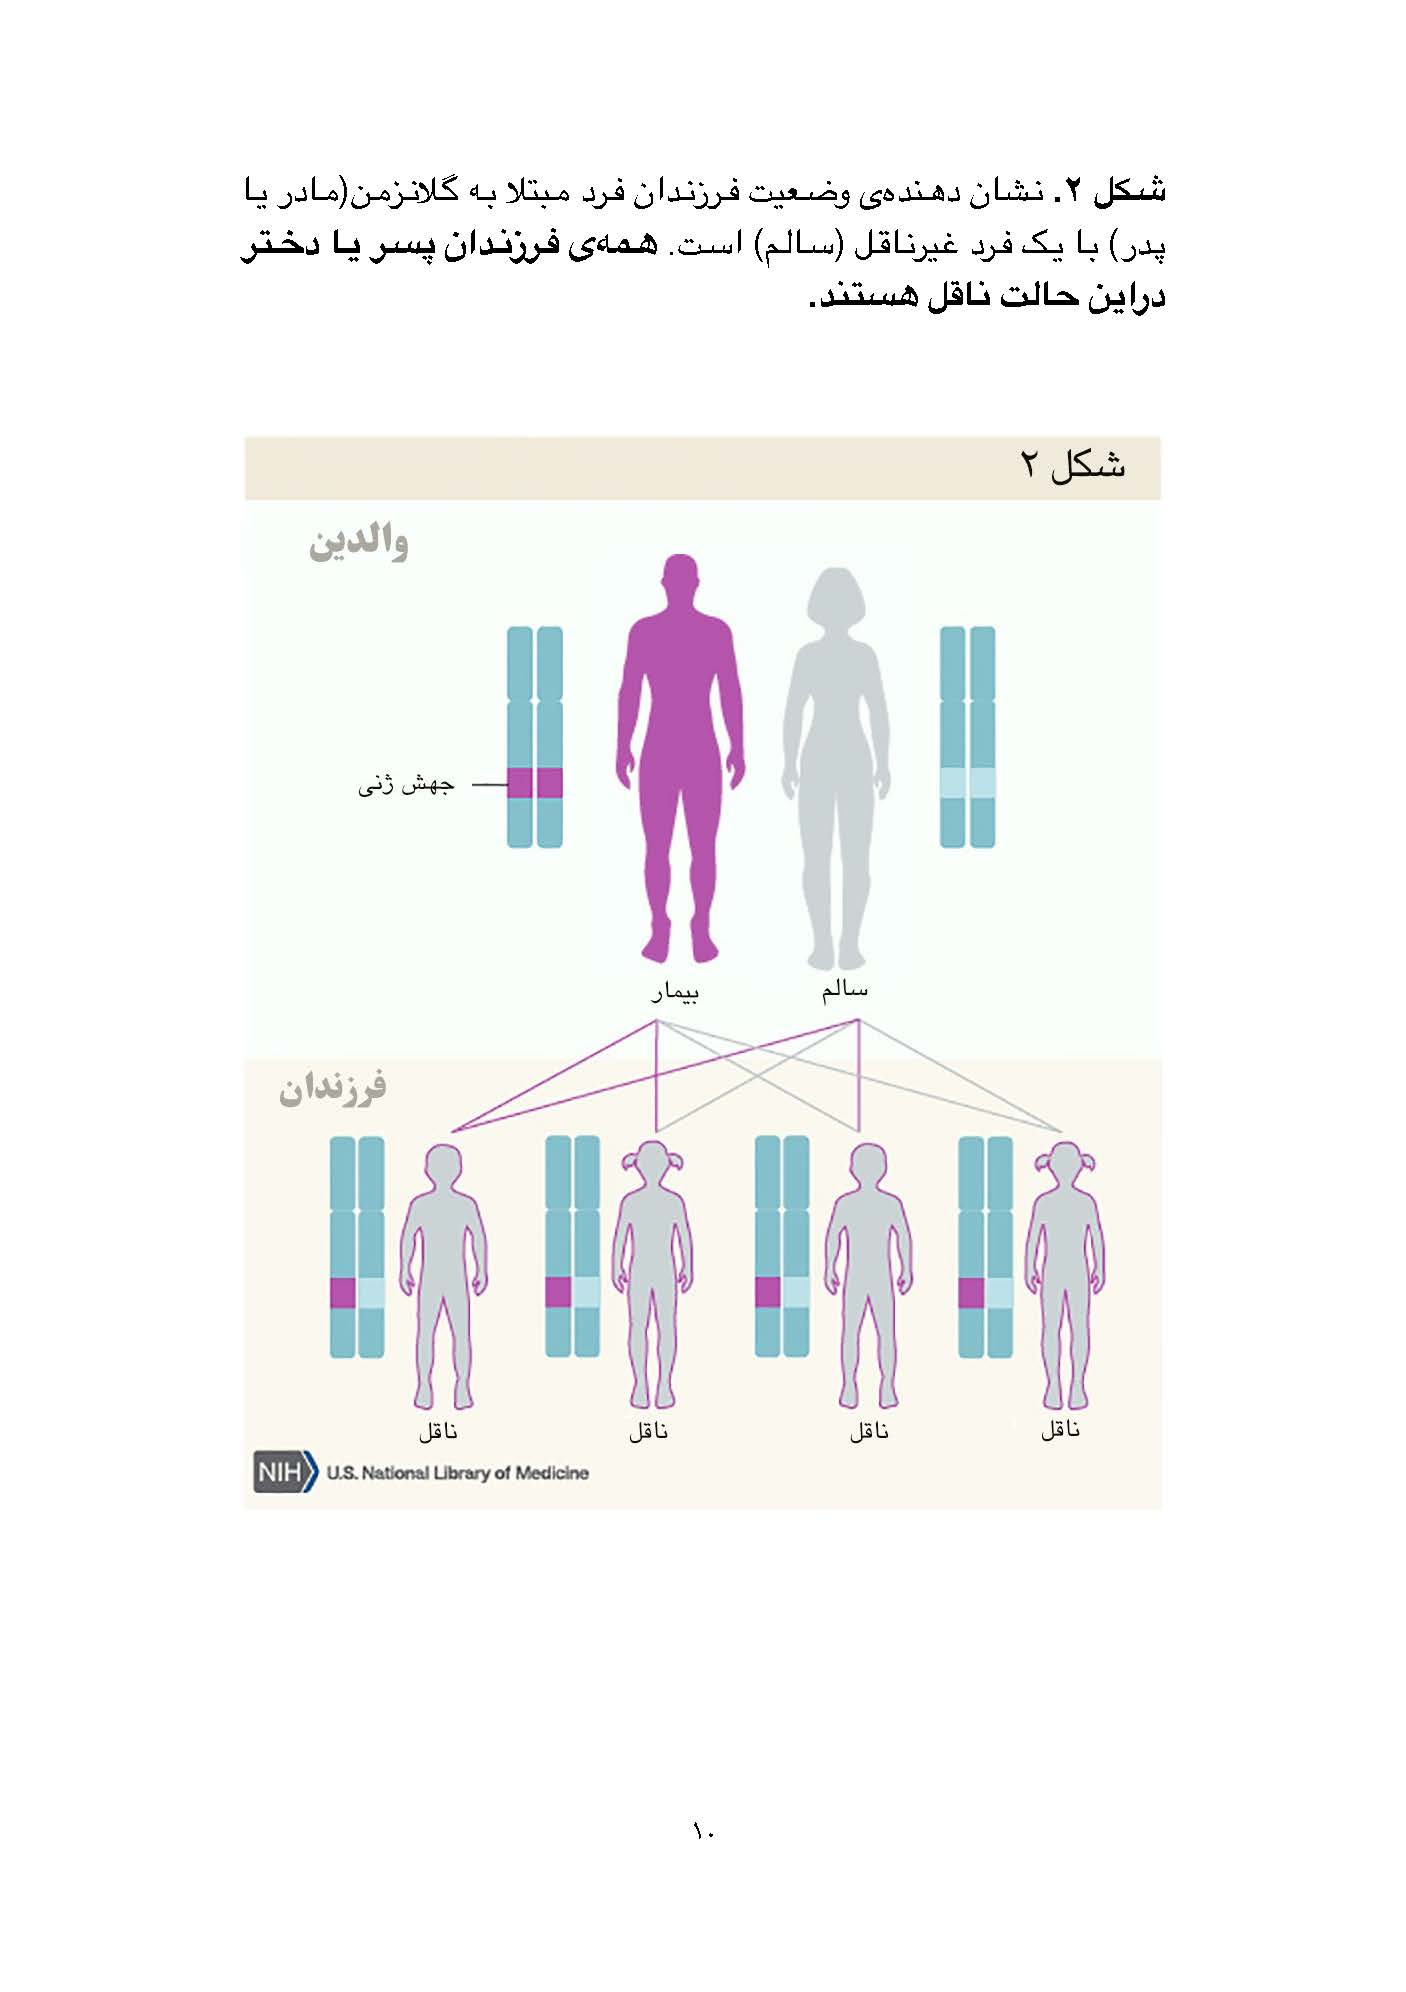 شکل ۲. نشان دهنده‌ی وضعیت فرزندان فرد مبتلا به گلانزمن(مادر یا
پدر) با یک فرد غیرناقل (سالم) است. همه‌ی فرزندان پسر یا دختر
دراین حالت ناقل هستند.
شکل ۲
والدین
جهش ژنی
سالم
بیمار
فرزندان
ناقل
ناقل
ناقل
ناقل
NIH U.S. National Library of Medicine
۱۰